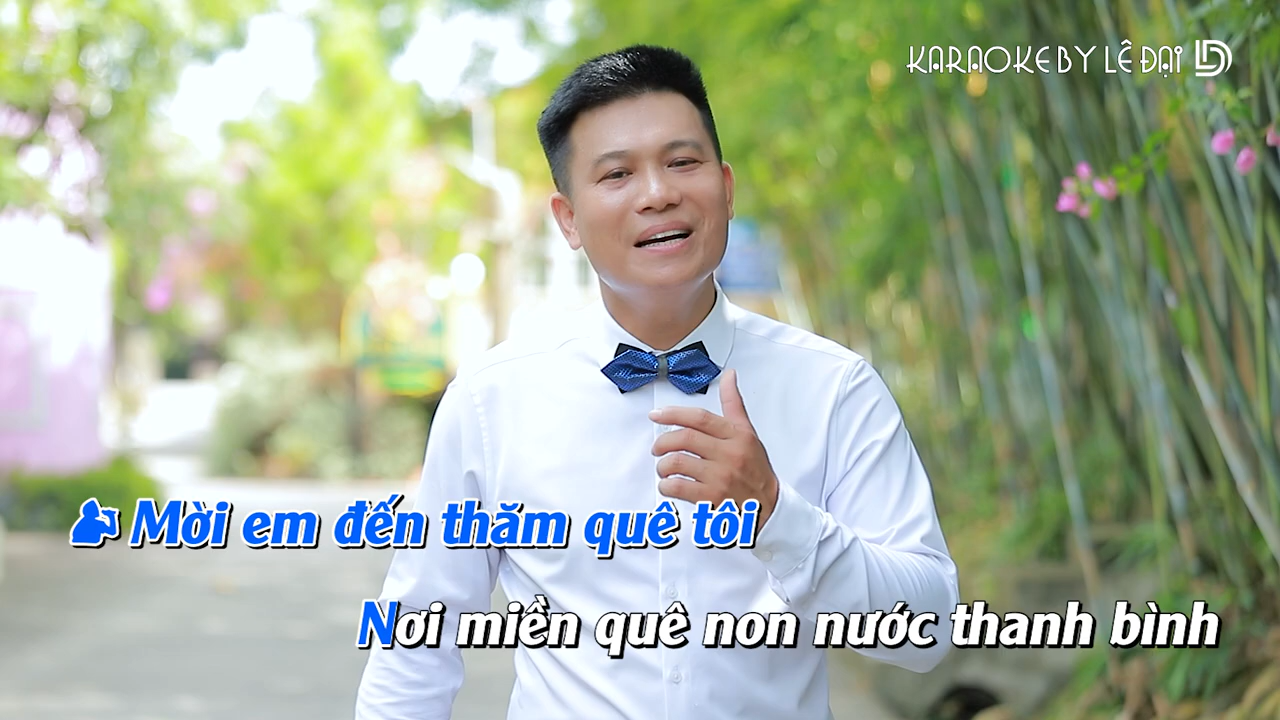 KARAOKE BY LÊ ĐẠI
Mời em đến thăm quê tôi
Nơi miền quê non nước thanh bình